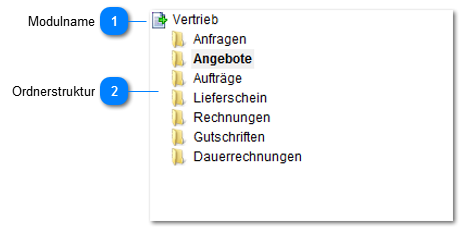 Modulname 1 Vertrieb
Anfragen
Angebote
Aufträge
Ordnerstruktur 2 Lieferschein
Rechnungen
Gutschriften
Dauerrechnungen